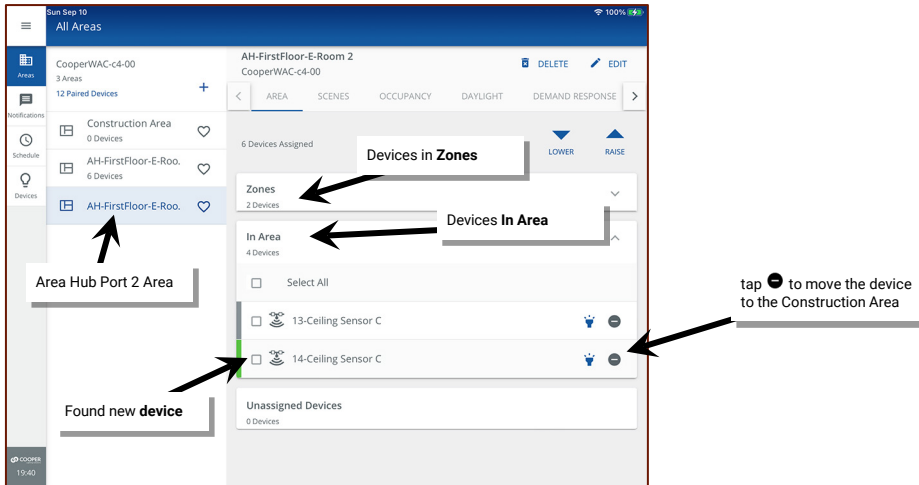 Sun Sep 10
100%
All Areas
Areas
Notifications
Schedule
Devices
COOPER
19:40
CooperWAC-c4-00
3 Areas
12 Paired Devices
+
Construction Area
0 Devices
AH-FirstFloor-E-Roo.
6 Devices
AH-FirstFloor-E-Roo.
Area Hub Port 2 Area
Found new device
AH-FirstFloor-E-Room 2
CooperWAC-c4-00
DELETE
EDIT
AREA SCENES OCCUPANCY DAYLIGHT DEMAND RESPONSE
6 Devices Assigned
LOWER
RAISE
Devices in Zones
Zones
2 Devices
Devices In Area
In Area
4 Devices
Select All
13-Ceiling Sensor C
14-Ceiling Sensor C
Unassigned Devices
0 Devices
tap to move the device
to the Construction Area